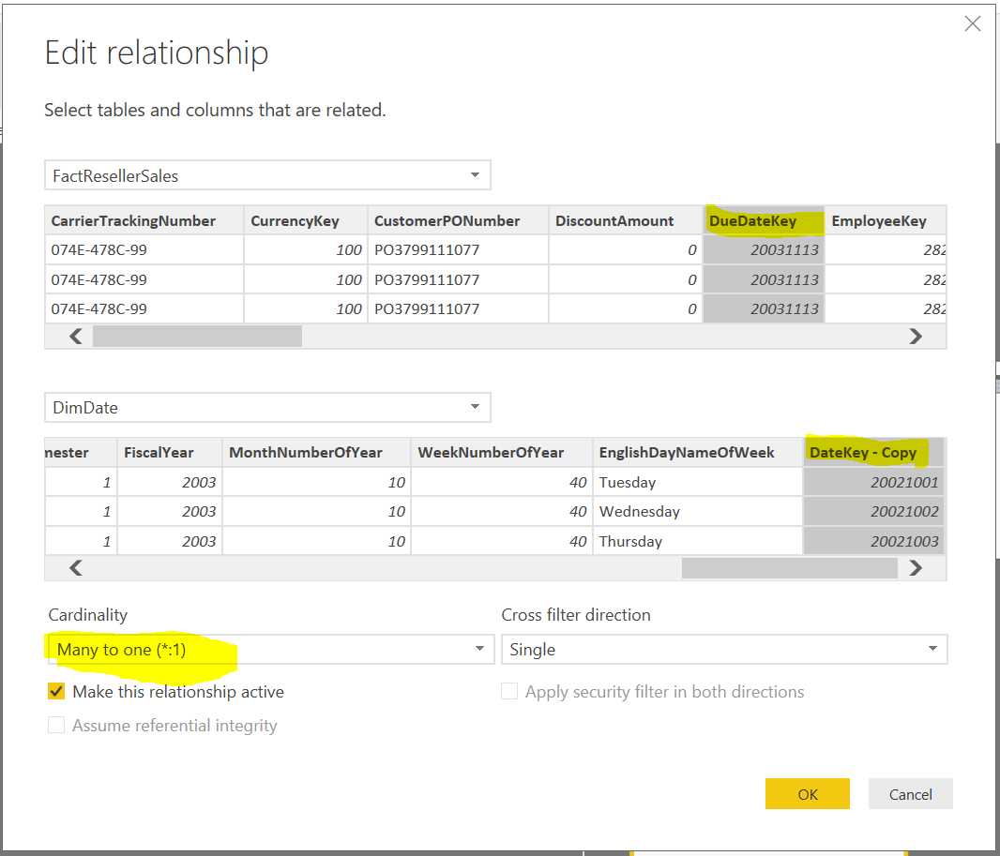 Edit relationship
Select tables and columns that are related.
FactResellerSales
CarrierTrackingNumber CurrencyKey CustomerPONumber DiscountAmount DueDateKey EmployeeKey
074E-478C-99 100 PO3799111077 0 20031113 282
074E-478C-99 100 PO3799111077 0 20031113 282
074E-478C-99 100 PO3799111077 0 20031113 282
DimDate
mester FiscalYear MonthNumberOfYear WeekNumberOfYear EnglishDayNameOfWeek DateKey - Copy
1 2003 10 40 Tuesday 20021001
1 2003 10 40 Wednesday 20021002
1 2003 10 40 Thursday 20021003
Cardinality Cross filter direction
Many to one (*:1) Single
Make this relationship active Apply security filter in both directions
Assume referential integrity
OK Cancel